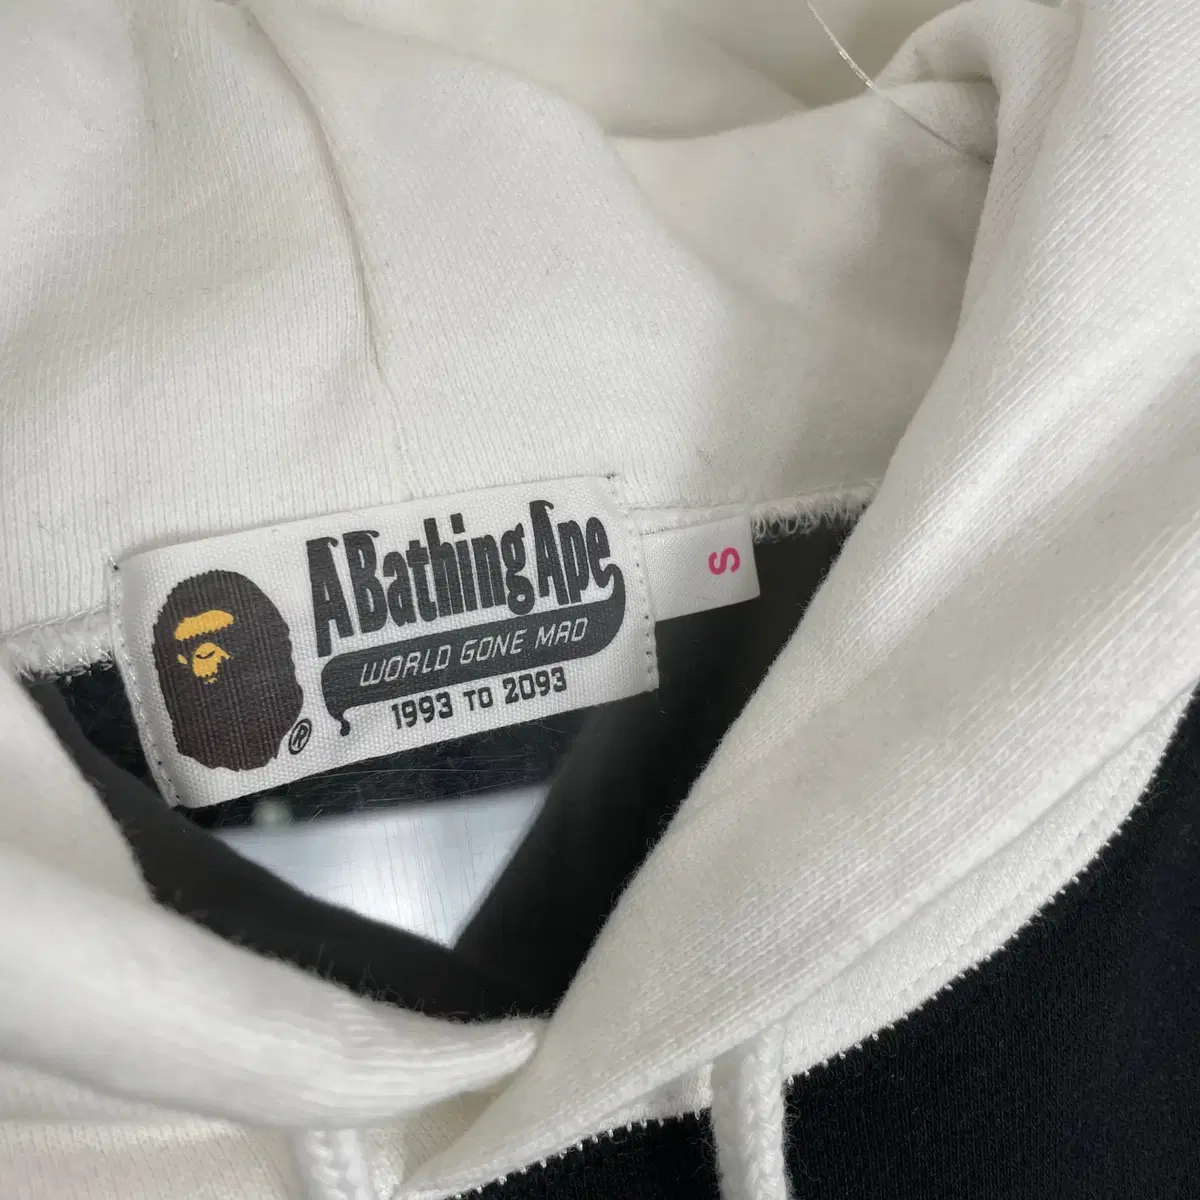 A Bathing Ape
WORLD GONE MAD
1993 TO 2093
®
S